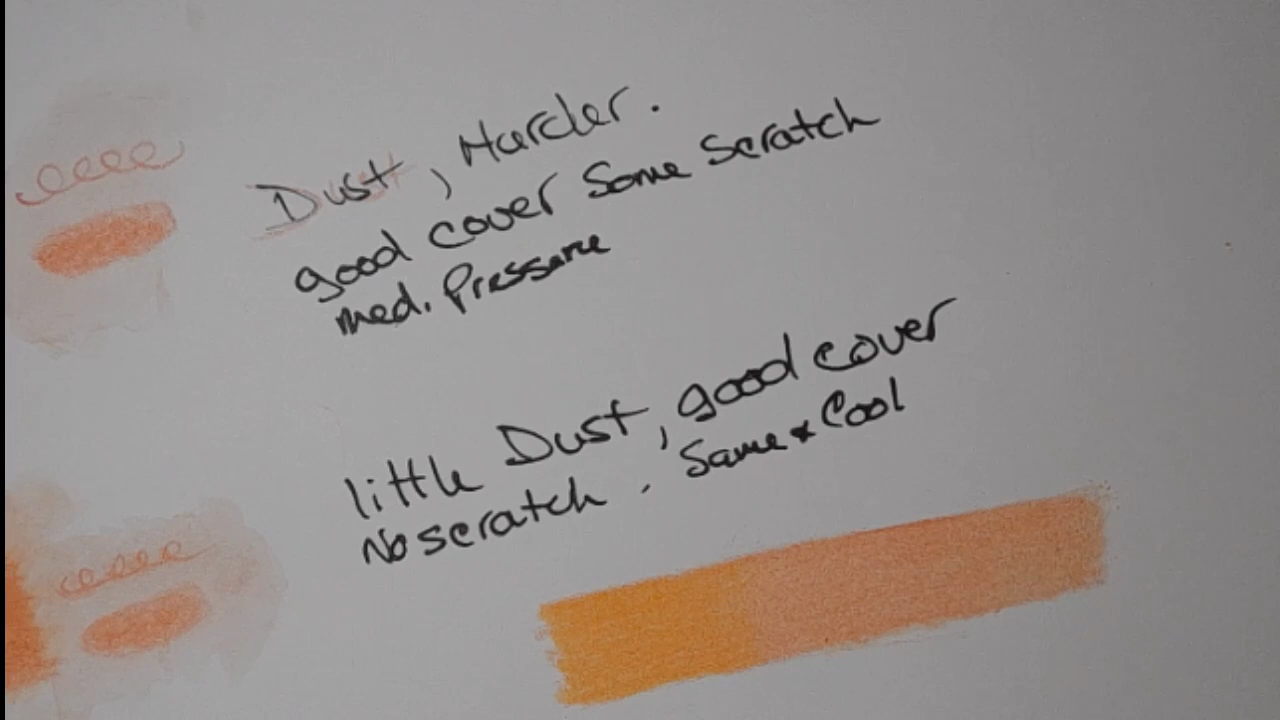 Dust, Harder.
good cover Some Scratch
med. Pressure
little Dust, good cover
No scratch. Same & Cool